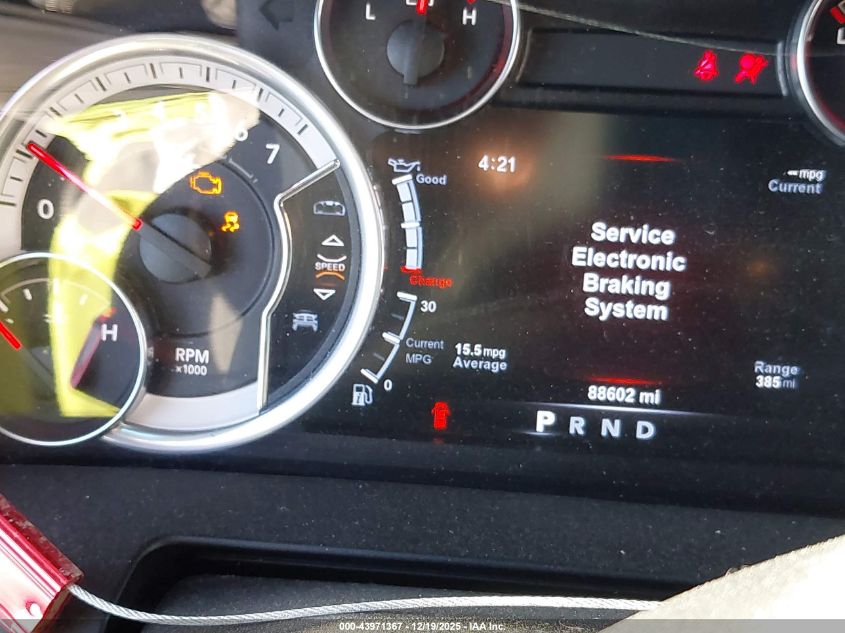 L H
7
0
RPM
x1000
H
SPEED
4:21
Good
Change
30
Current
MPG
0
15.5 mpg
Average
-- mpg
Current
Service
Electronic
Braking
System
Range
385 mi
88602 mi
P R N D
000-43971367 - 12/19/2025 - IAA Inc.